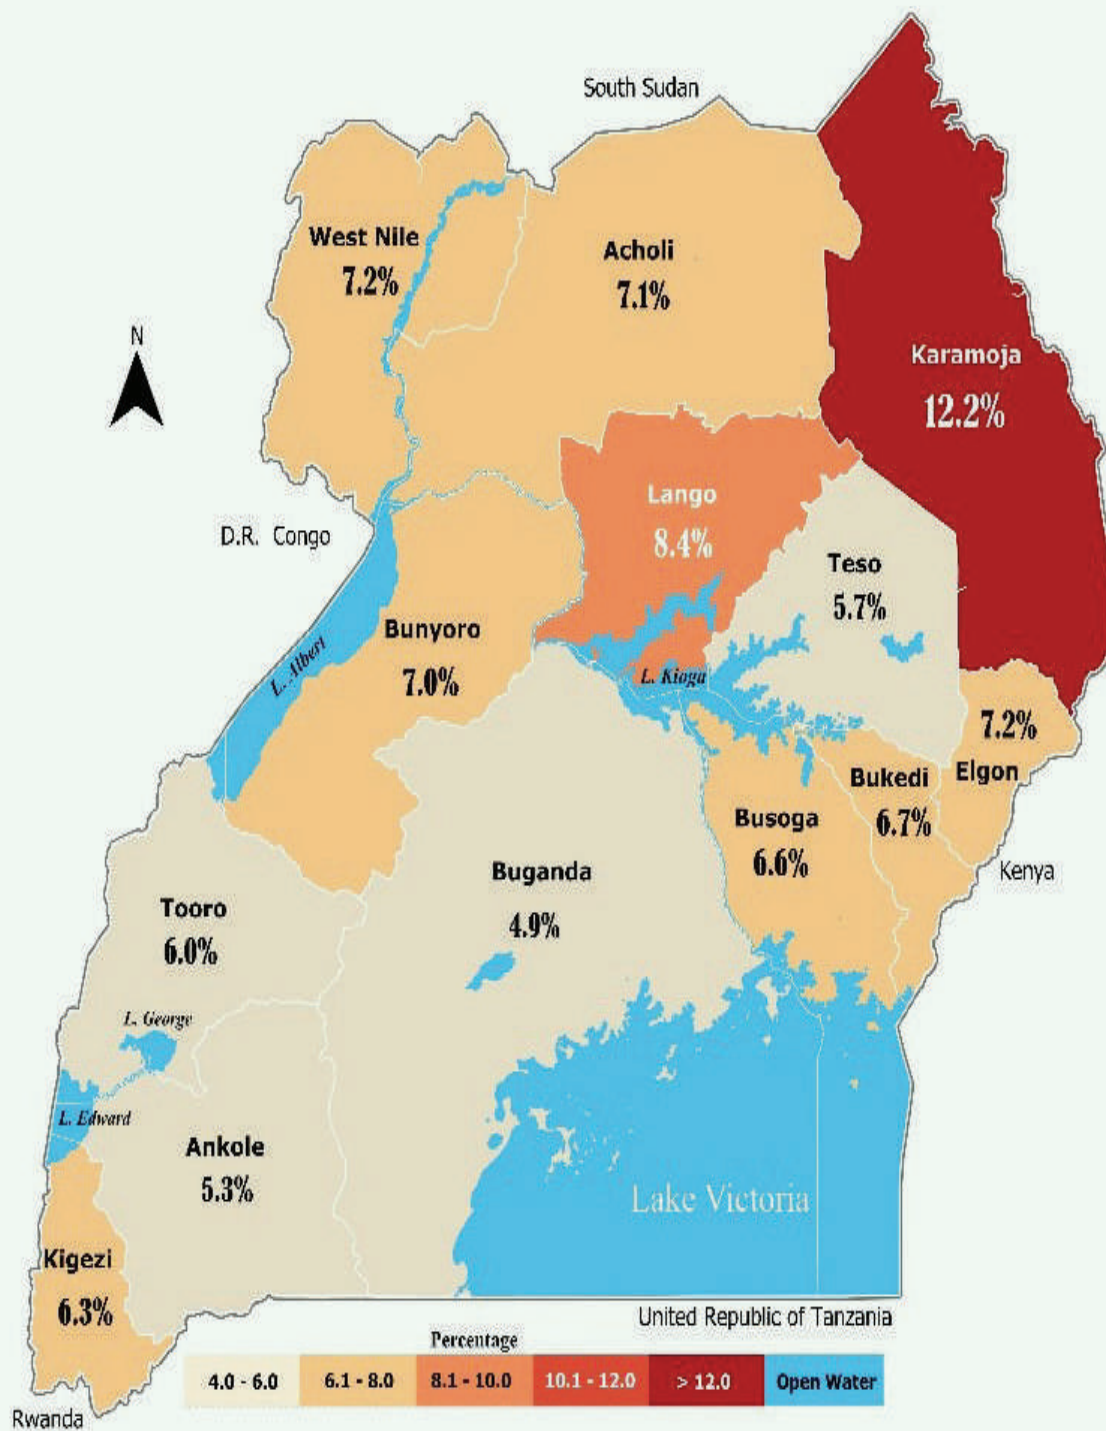 South Sudan
West Nile
7.2%
Acholi
7.1%
N
Karamoja
12.2%
Lango
8.4%
D.R. Congo
Teso
5.7%
Bunyoro
7.0%
L. Albert
L. Kioga
7.2%
Elgon
Bukedi
6.7%
Busoga
6.6%
Kenya
Buganda
4.9%
Tooro
6.0%
L. George
L. Edward
Ankole
5.3%
Lake Victoria
Kigezi
6.3%
United Republic of Tanzania
Percentage
4.0 - 6.0
6.1 - 8.0
8.1 - 10.0
10.1 - 12.0
> 12.0
Open Water
Rwanda